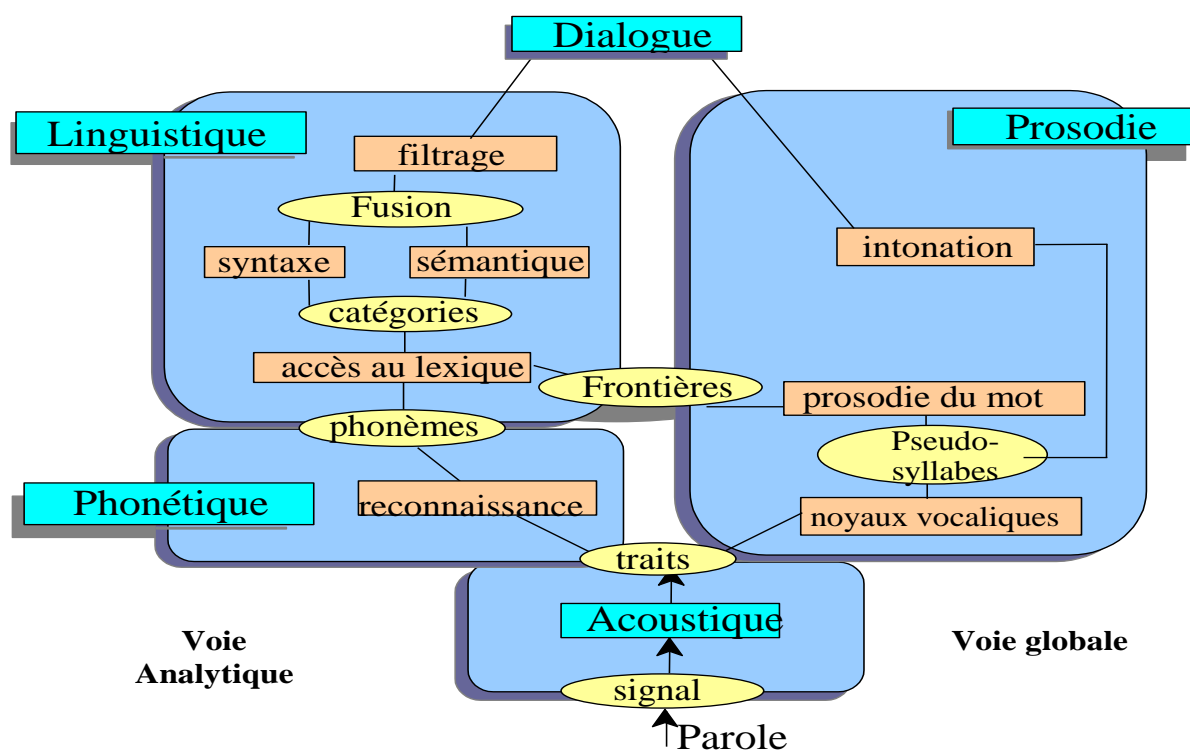 Dialogue
Linguistique
Prosodie
filtrage
Fusion
syntaxe
sémantique
intonation
catégories
accès au lexique
Frontières
prosodie du mot
phonèmes
Pseudo-
syllabes
Phonétique
reconnaissance
noyaux vocaliques
traits
Acoustique
Voie
Analytique
Voie globale
signal
Parole